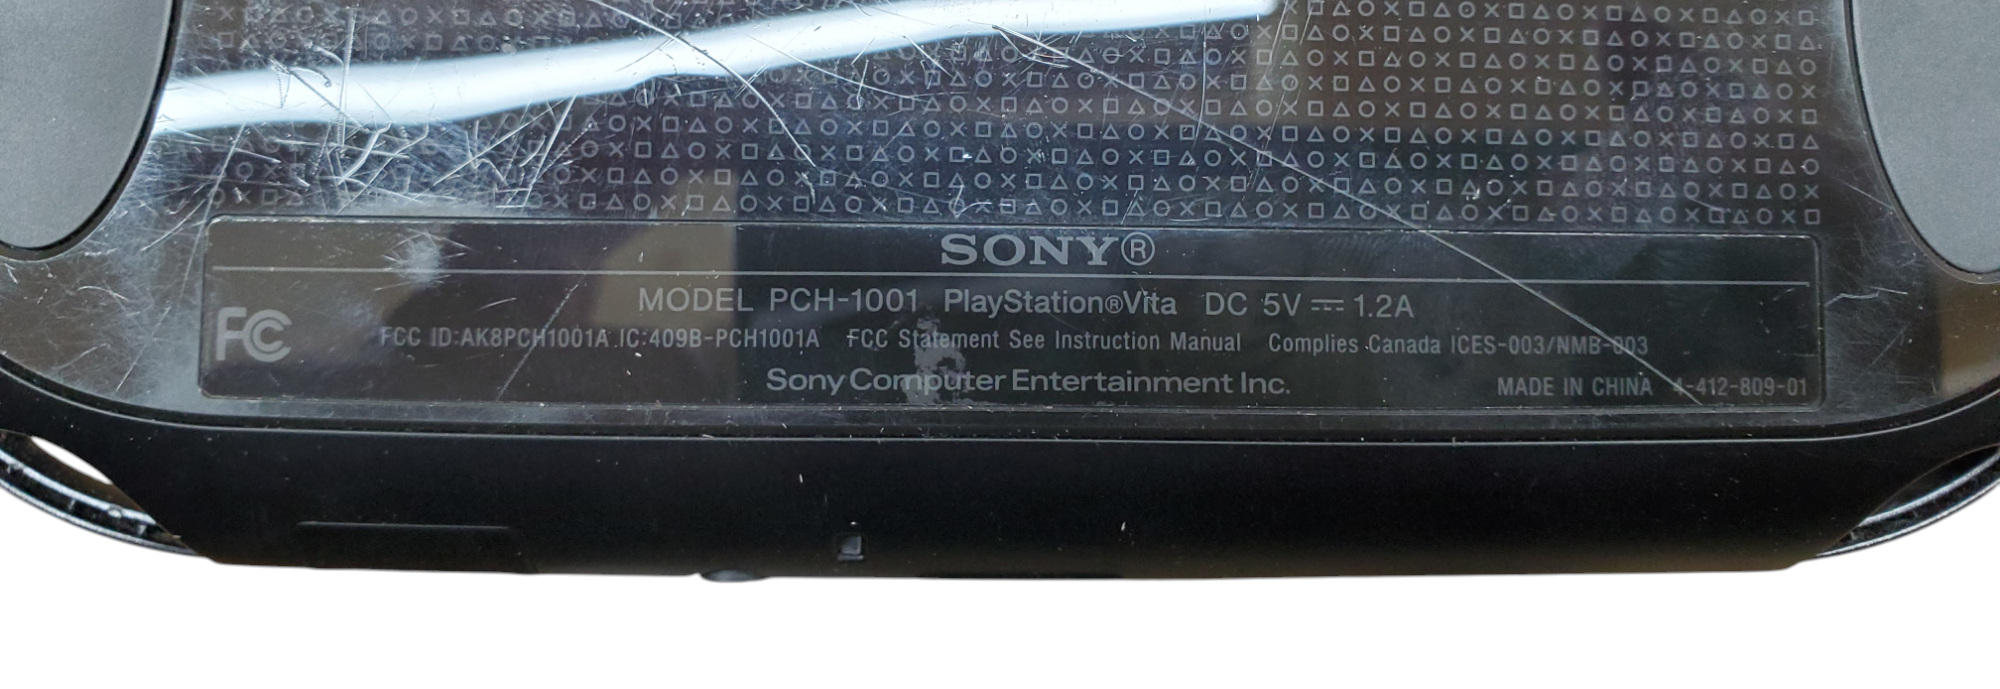 SONY®
MODEL PCH-1001 PlayStation®Vita DC 5V ⎓ 1.2A
FC
FCC ID:AK8PCH1001A IC:409B-PCH1001A FCC Statement See Instruction Manual Complies Canada ICES-003/NMB-003
Sony Computer Entertainment Inc. MADE IN CHINA 4-412-809-01